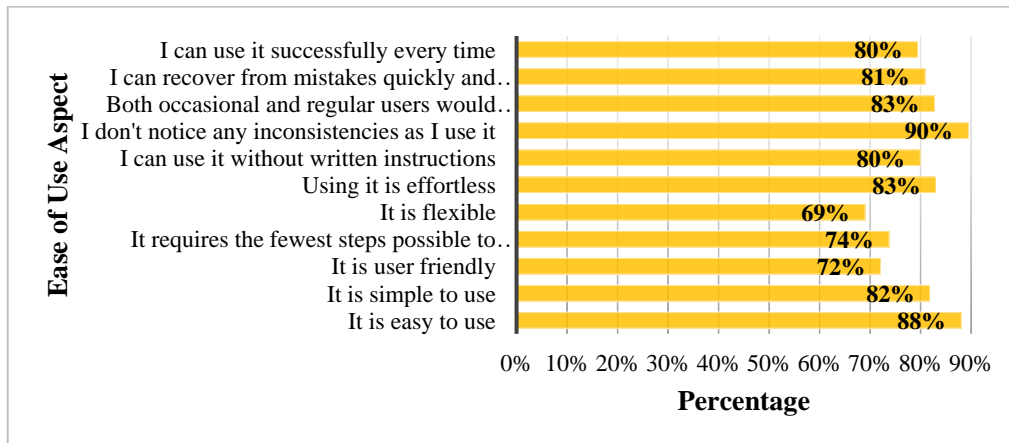 Ease of Use Aspect
I can use it successfully every time 80%
I can recover from mistakes quickly and.. 81%
Both occasional and regular users would.. 83%
I don't notice any inconsistencies as I use it 90%
I can use it without written instructions 80%
Using it is effortless 83%
It is flexible 69%
It requires the fewest steps possible to.. 74%
It is user friendly 72%
It is simple to use 82%
It is easy to use 88%
0% 10% 20% 30% 40% 50% 60% 70% 80% 90%
Percentage